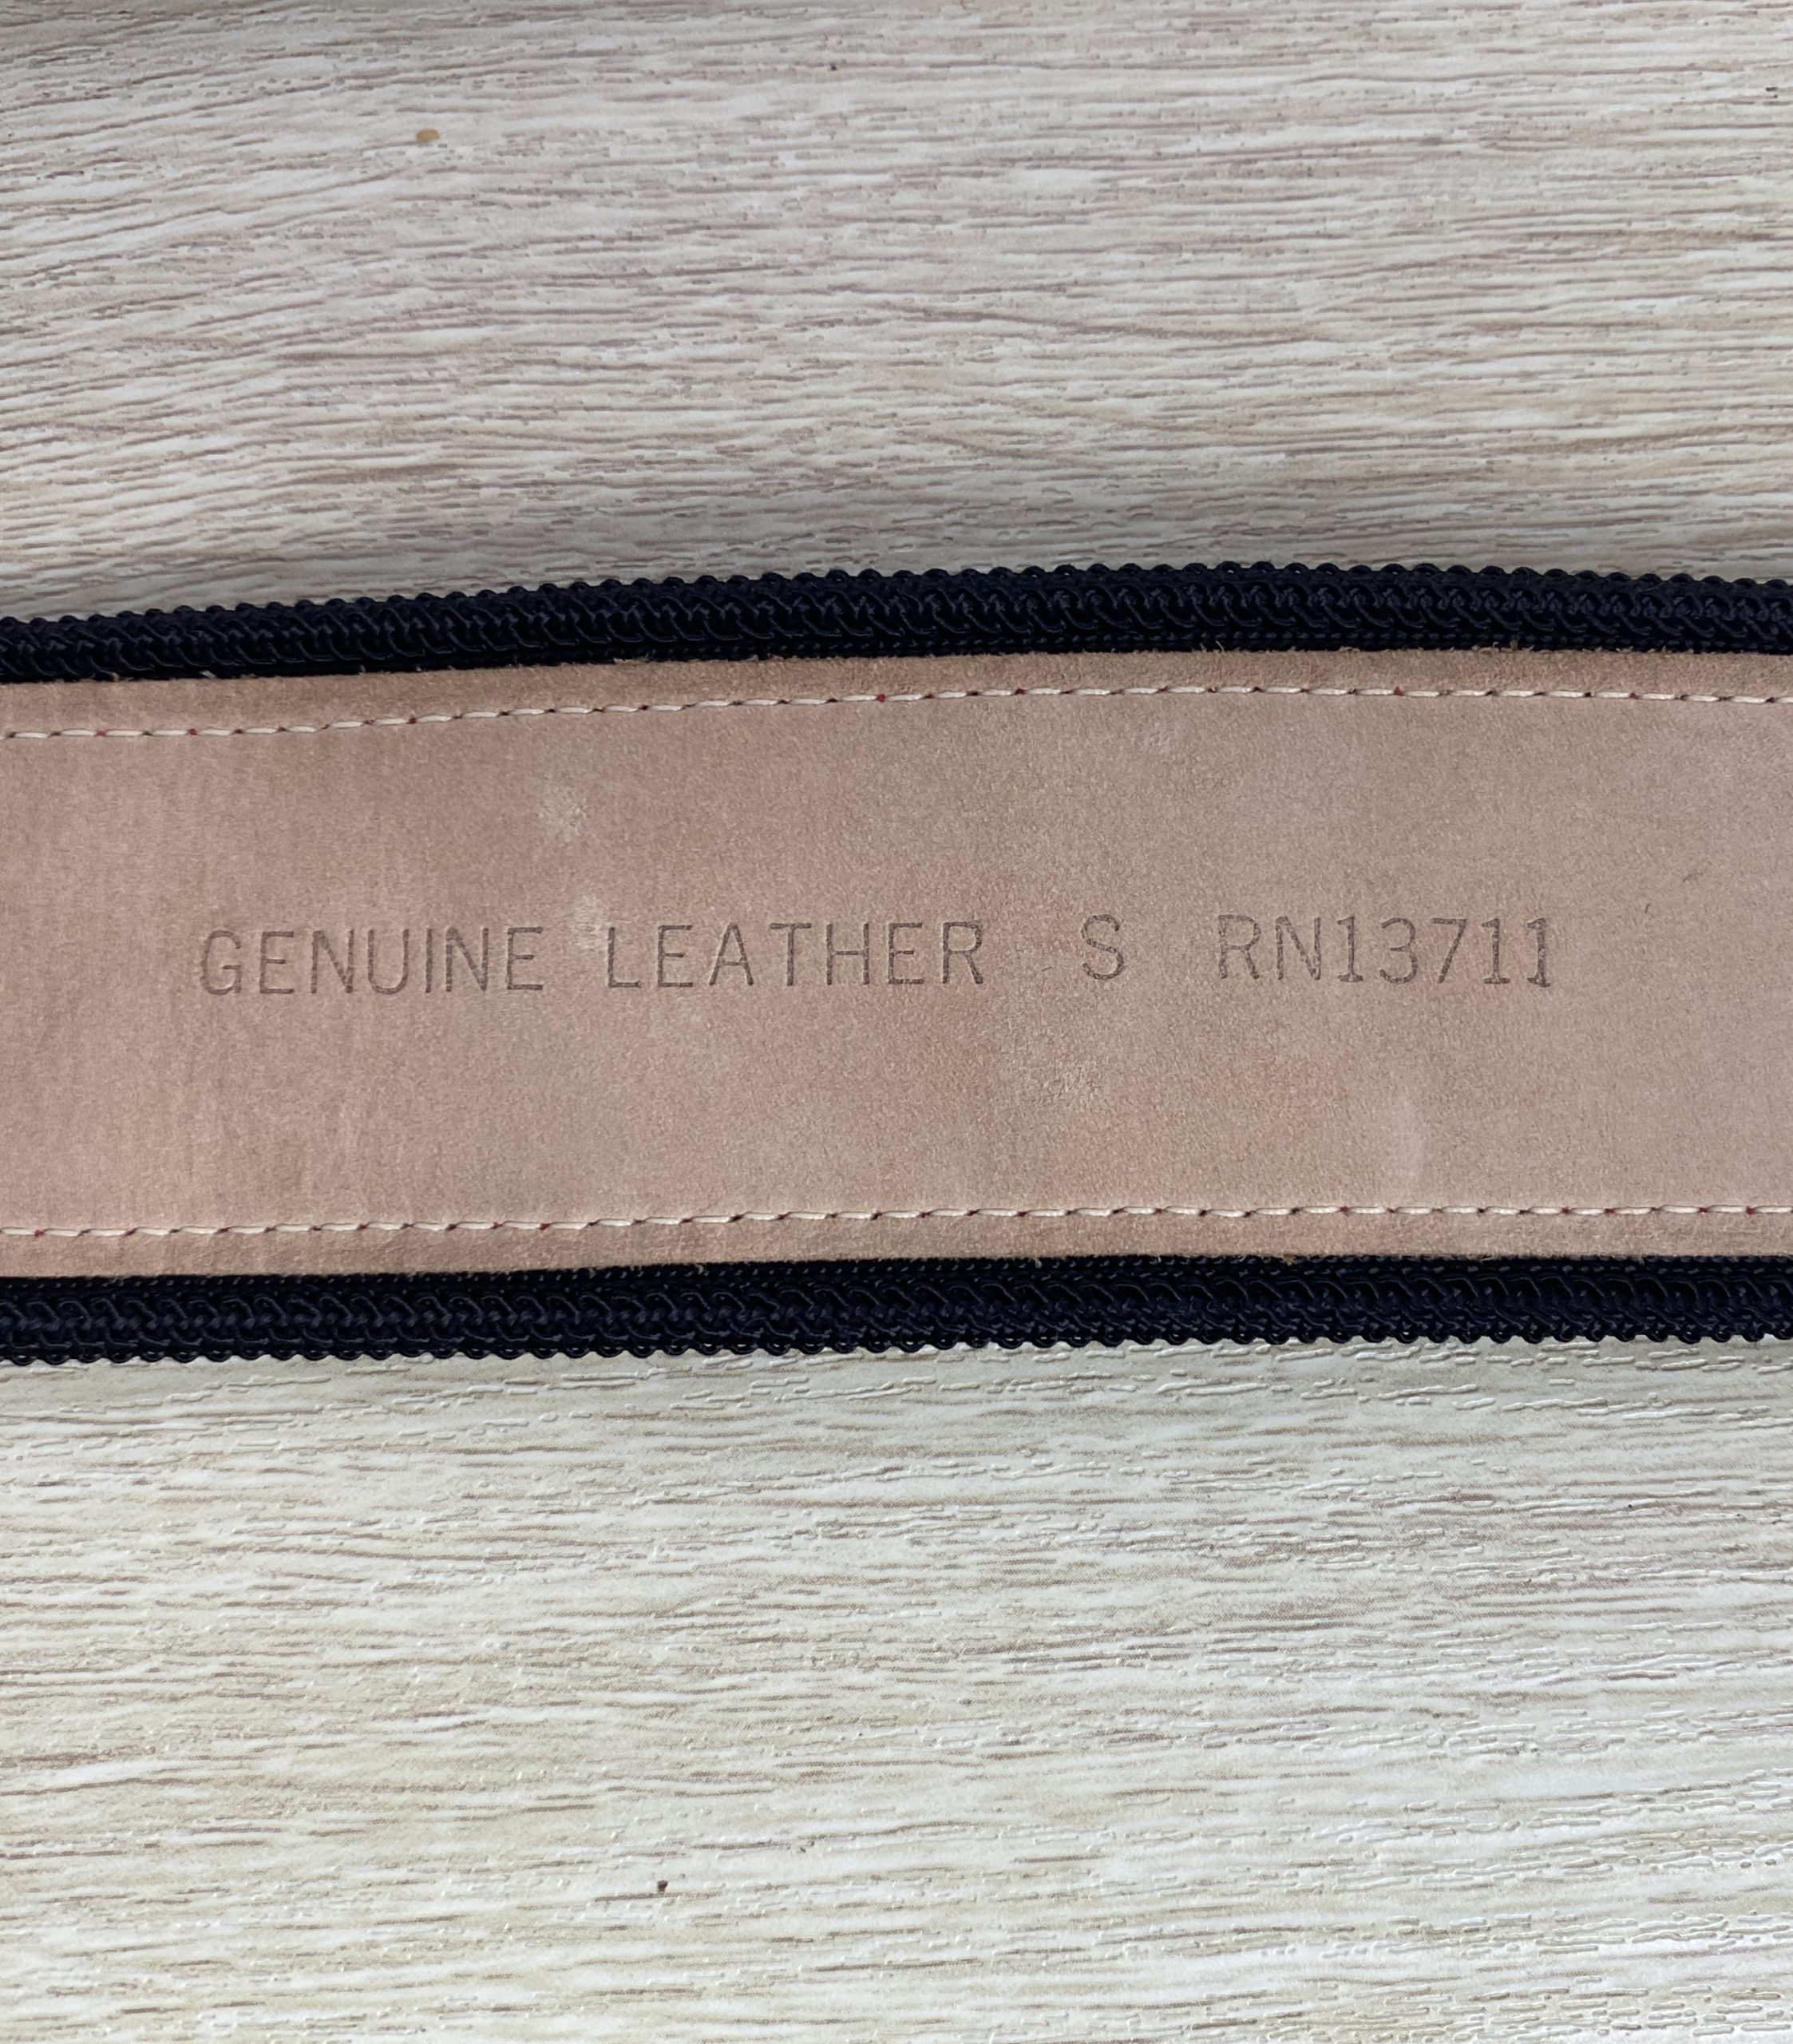 GENUINE LEATHER S RN13711